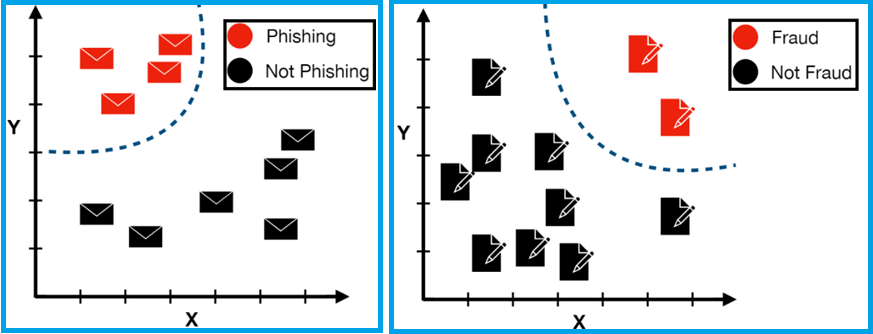 Phishing
Not Phishing
Y
X
Fraud
Not Fraud
Y
X